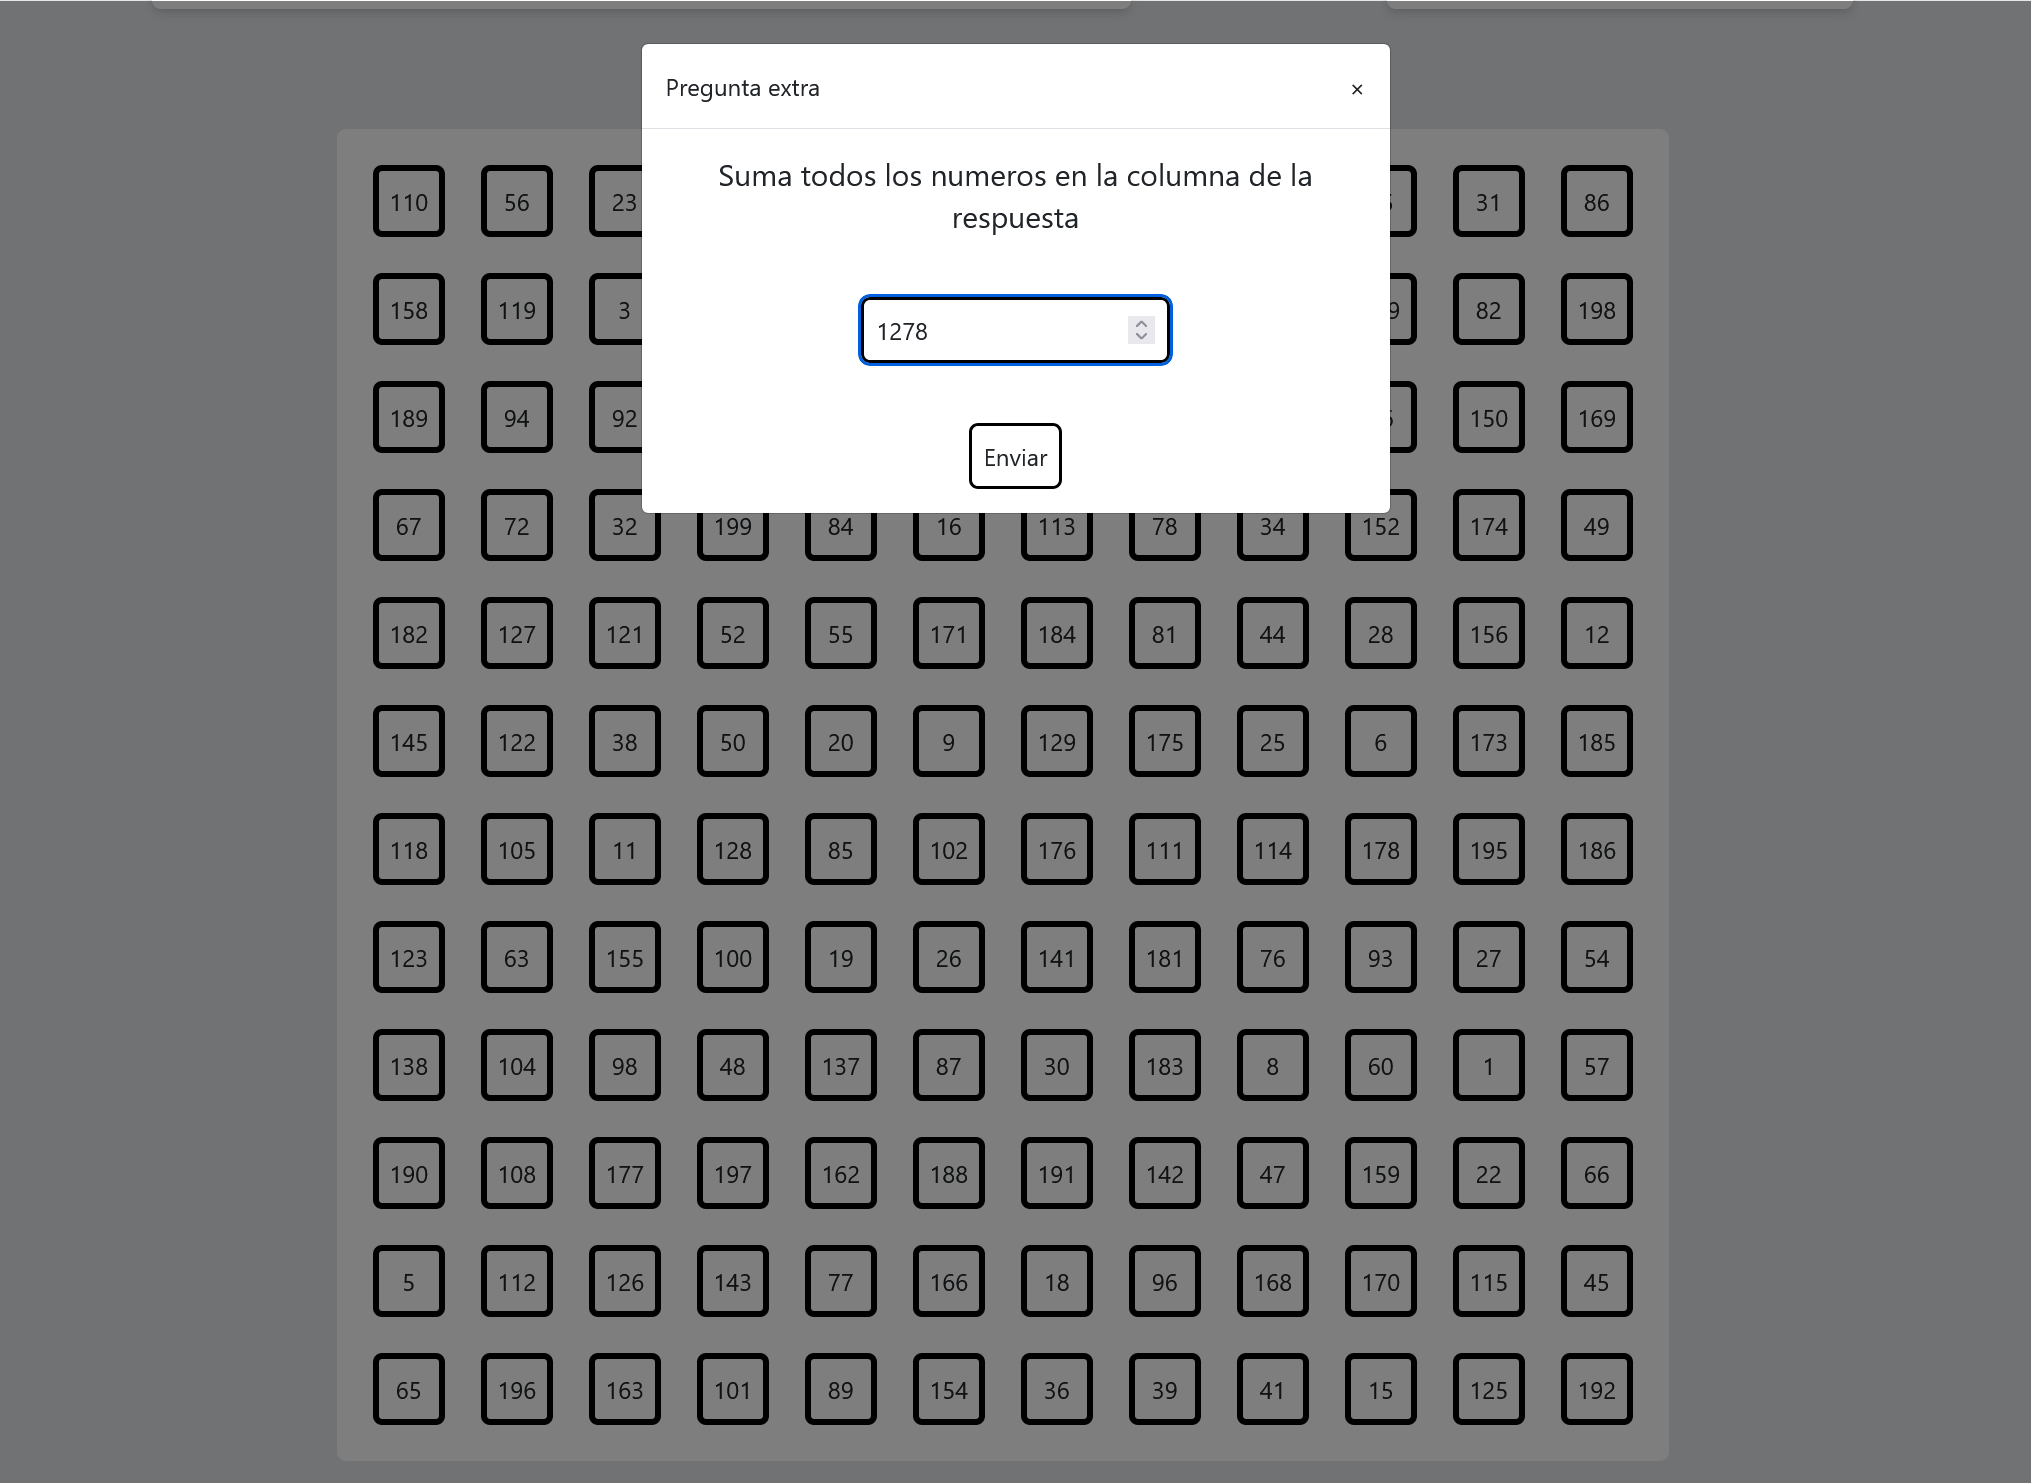 Pregunta extra ×
Suma todos los numeros en la columna de la
respuesta
1278
Enviar
110 56 23 31 86
158 119 3 82 198
189 94 92 150 169
67 72 32 199 84 16 113 78 34 152 174 49
182 127 121 52 55 171 184 81 44 28 156 12
145 122 38 50 20 9 129 175 25 6 173 185
118 105 11 128 85 102 176 111 114 178 195 186
123 63 155 100 19 26 141 181 76 93 27 54
138 104 98 48 137 87 30 183 8 60 1 57
190 108 177 197 162 188 191 142 47 159 22 66
5 112 126 143 77 166 18 96 168 170 115 45
65 196 163 101 89 154 36 39 41 15 125 192